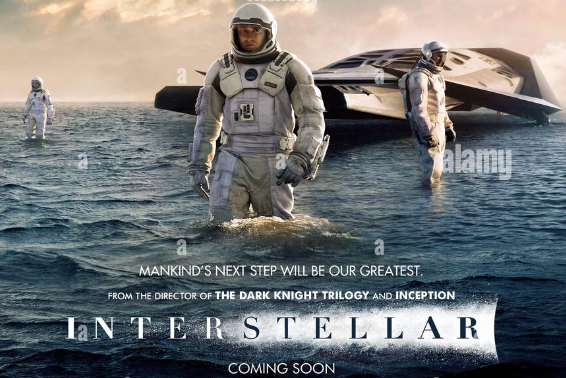 alamy
a
a
a
MANKIND'S NEXT STEP WILL BE OUR GREATEST.
FROM THE DIRECTOR OF THE DARK KNIGHT TRILOGY AND INCEPTION
INTERSTELLAR
a
COMING SOON